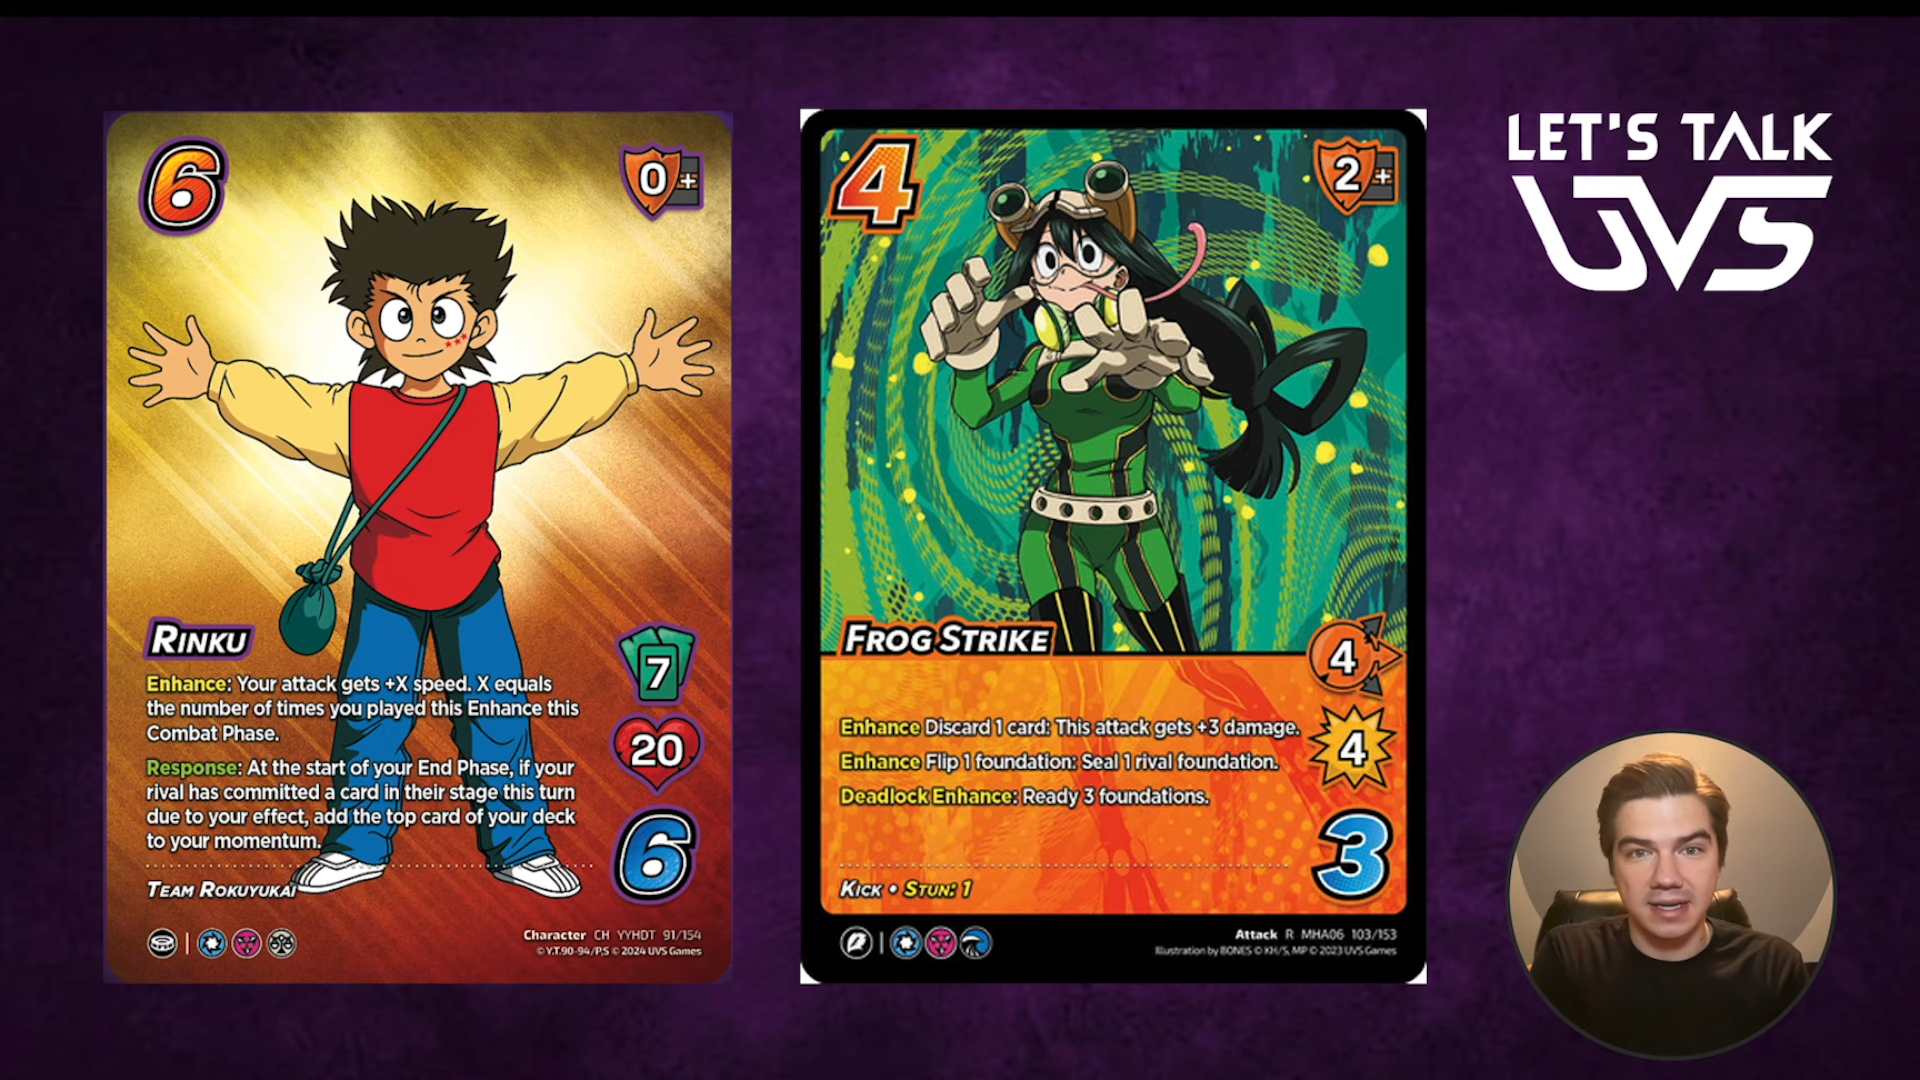 6
0 +
RINKU
7
Enhance: Your attack gets +X speed. X equals
the number of times you played this Enhance this
Combat Phase.
20
Response: At the start of your End Phase, if your
rival has committed a card in their stage this turn
due to your effect, add the top card of your deck
to your momentum.
6
TEAM ROKUYUKAI
Character CH YYHDT 91/154
© Y.T.90-94/P,S © 2024 UVS Games
4
2 +
FROG STRIKE
4
Enhance Discard 1 card: This attack gets +3 damage.
4
Enhance Flip 1 foundation: Seal 1 rival foundation.
Deadlock Enhance: Ready 3 foundations.
3
KICK • STUN: 1
Attack R MHA06 103/153
Illustration by BONES © KH/S, MP © 2023 UVS Games
LET'S TALK
UVS